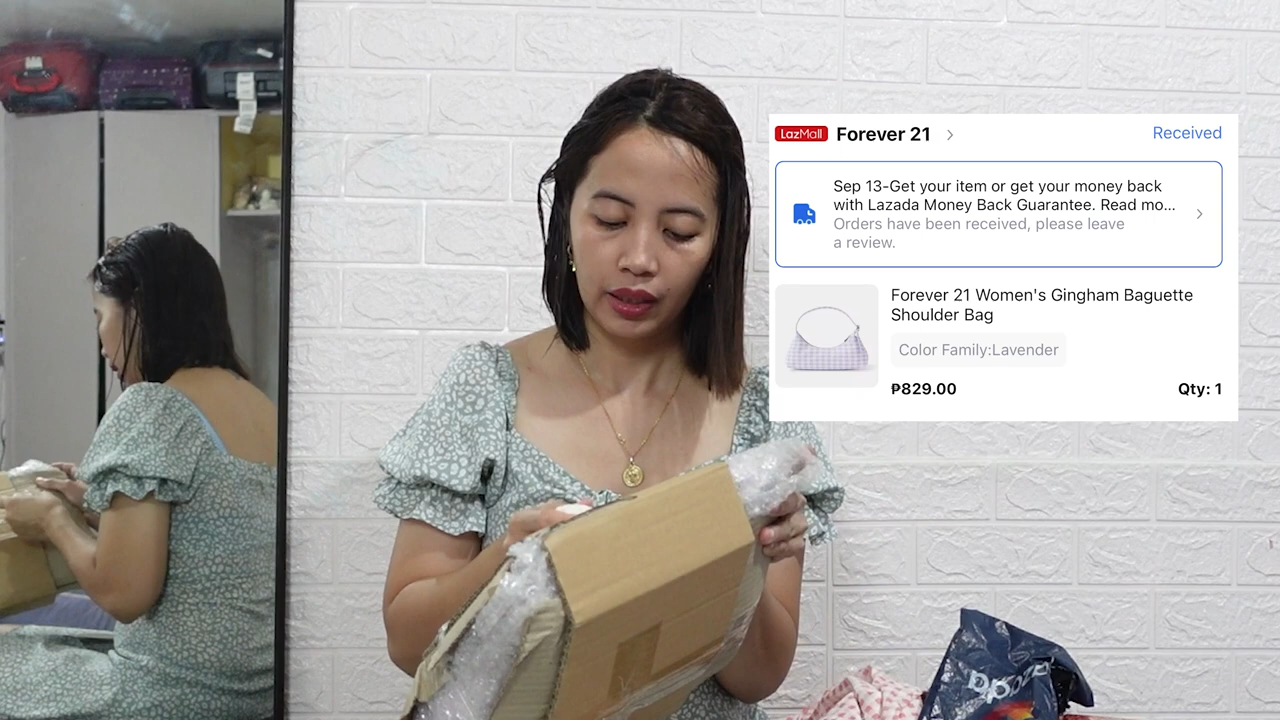 LazMall Forever 21 Received
Sep 13-Get your item or get your money back
with Lazada Money Back Guarantee. Read mo...
Orders have been received, please leave
a review.
Forever 21 Women's Gingham Baguette
Shoulder Bag
Color Family:Lavender
₱829.00 Qty: 1